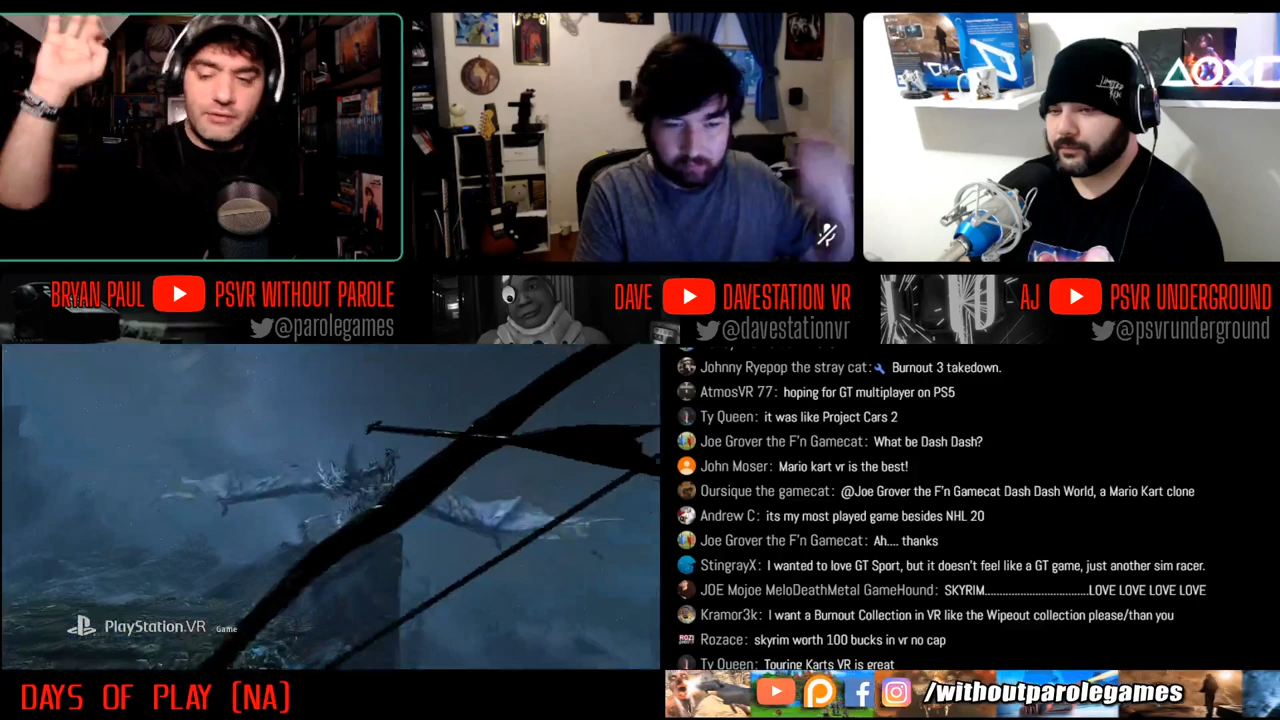 BRYAN PAUL PSVR WITHOUT PAROLE
@parolegames
DAVE DAVESTATION VR
@davestationvr
AJ PSVR UNDERGROUND
@psvrunderground
Johnny Ryepop the stray cat: Burnout 3 takedown.
AtmosVR 77: hoping for GT multiplayer on PS5
Ty Queen: it was like Project Cars 2
Joe Grover the F'n Gamecat: What be Dash Dash?
John Moser: Mario kart vr is the best!
Oursique the gamecat: @Joe Grover the F'n Gamecat Dash Dash World, a Mario Kart clone
Andrew C: its my most played game besides NHL 20
Joe Grover the F'n Gamecat: Ah.... thanks
StingrayX: I wanted to love GT Sport, but it doesn't feel like a GT game, just another sim racer.
JOE Mojoe MeloDeathMetal GameHound: SKYRIM...................................LOVE LOVE LOVE LOVE
Kramor3k: I want a Burnout Collection in VR like the Wipeout collection please/than you
Rozace: skyrim worth 100 bucks in vr no cap
Ty Queen: Touring Karts VR is great
PlayStation.VR Game
DAYS OF PLAY (NA)
/withoutparolegames